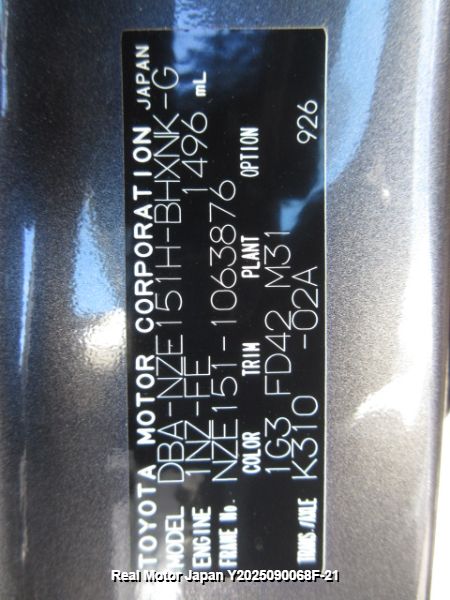 TOYOTA MOTOR CORPORATION JAPAN
MODEL DBA-NZE151H-BHXNK-G
ENGINE 1NZ-FE 1496 mL
FRAME No. NZE151-1063876
COLOR TRIM PLANT OPTION
1G3 FD42 M31
TRANS./AXLE K310 -02A 926
Real Motor Japan Y2025090068F-21